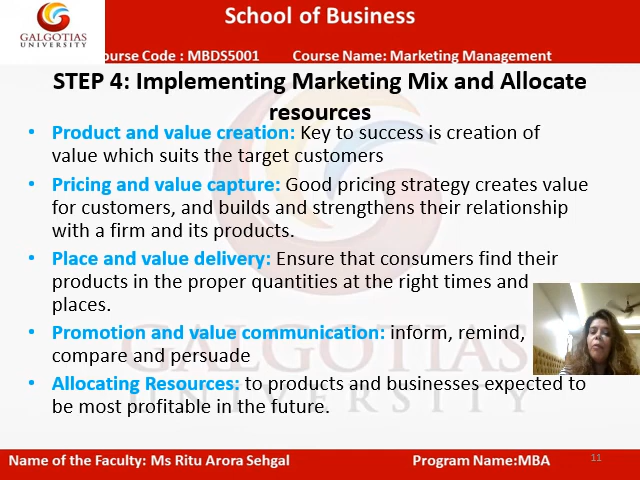 School of Business
GALGOTIAS
UNIVERSITY
Course Code : MBDS5001 Course Name: Marketing Management
STEP 4: Implementing Marketing Mix and Allocate
resources
• Product and value creation: Key to success is creation of
value which suits the target customers
• Pricing and value capture: Good pricing strategy creates value
for customers, and builds and strengthens their relationship
with a firm and its products.
• Place and value delivery: Ensure that consumers find their
products in the proper quantities at the right times and
places.
• Promotion and value communication: inform, remind,
compare and persuade
• Allocating Resources: to products and businesses expected to
be most profitable in the future.
GALGOTIAS
UNIVERSITY
Name of the Faculty: Ms Ritu Arora Sehgal Program Name:MBA
11